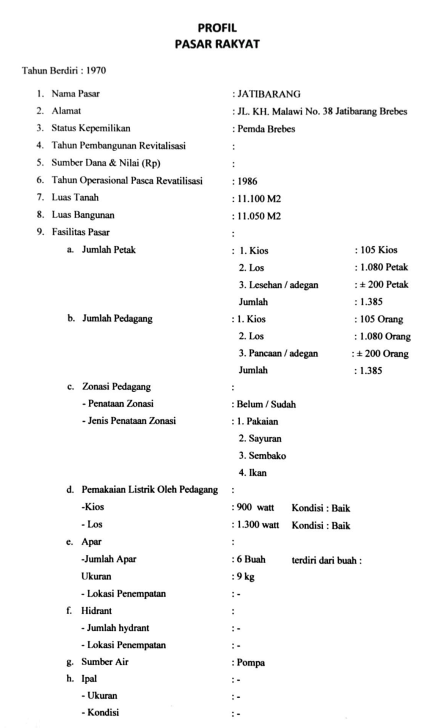 PROFIL
PASAR RAKYAT
Tahun Berdiri : 1970
1. Nama Pasar : JATIBARANG
2. Alamat : JL. KH. Malawi No. 38 Jatibarang Brebes
3. Status Kepemilikan : Pemda Brebes
4. Tahun Pembangunan Revitalisasi :
5. Sumber Dana & Nilai (Rp) :
6. Tahun Operasional Pasca Revatilisasi : 1986
7. Luas Tanah : 11.100 M2
8. Luas Bangunan : 11.050 M2
9. Fasilitas Pasar :
a. Jumlah Petak : 1. Kios : 105 Kios
2. Los : 1.080 Petak
3. Lesehan / adegan : ± 200 Petak
Jumlah : 1.385
b. Jumlah Pedagang : 1. Kios : 105 Orang
2. Los : 1.080 Orang
3. Pancaan / adegan : ± 200 Orang
Jumlah : 1.385
c. Zonasi Pedagang :
- Penataan Zonasi : Belum / Sudah
- Jenis Penataan Zonasi : 1. Pakaian
2. Sayuran
3. Sembako
4. Ikan
d. Pemakaian Listrik Oleh Pedagang :
-Kios : 900 watt Kondisi : Baik
- Los : 1.300 watt Kondisi : Baik
e. Apar :
-Jumlah Apar : 6 Buah terdiri dari buah :
Ukuran : 9 kg
- Lokasi Penempatan : -
f. Hidrant :
- Jumlah hydrant : -
- Lokasi Penempatan : -
g. Sumber Air : Pompa
h. Ipal : -
- Ukuran : -
- Kondisi : -